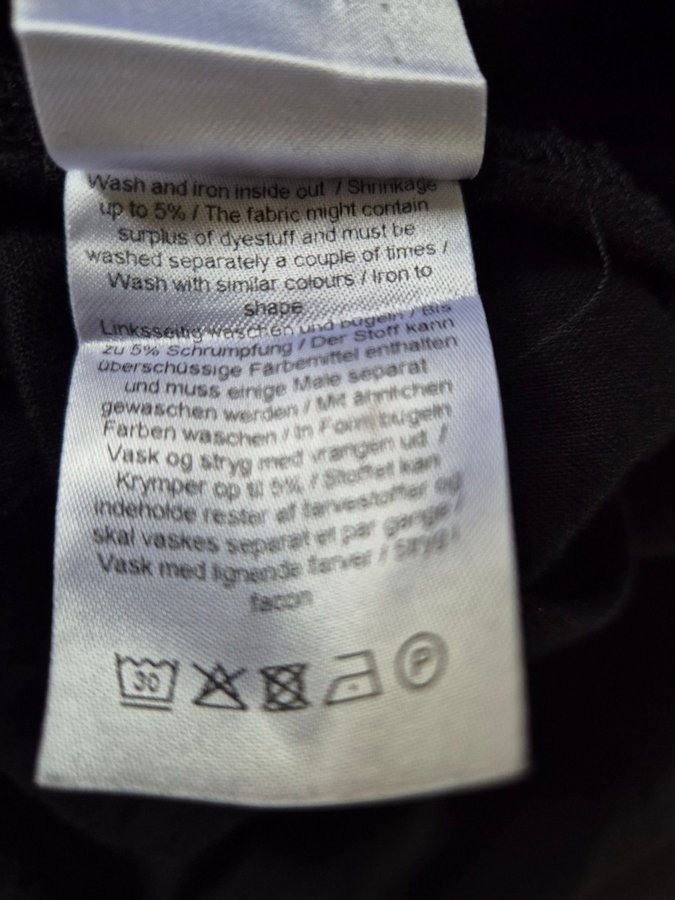 Wash and iron inside out / Shrinkage
up to 5% / The fabric might contain
surplus of dyestuff and must be
washed separately a couple of times /
Wash with similar colours / Iron to
shape
Linksseitig waschen und bügeln / Bis
zu 5% Schrumpfung / Der Stoff kann
überschüssige Färbemittel enthalten
und muss einige Male separat
gewaschen werden / Mit ähnlichen
Farben waschen / In Form bügeln
Vask og stryg med vrangen ud /
Krymper op til 5% / Stoffet kan
indeholde rester af farvestoffer og
skal vaskes separat et par gange /
Vask med lignende farver / Stryg i
facon
30 P